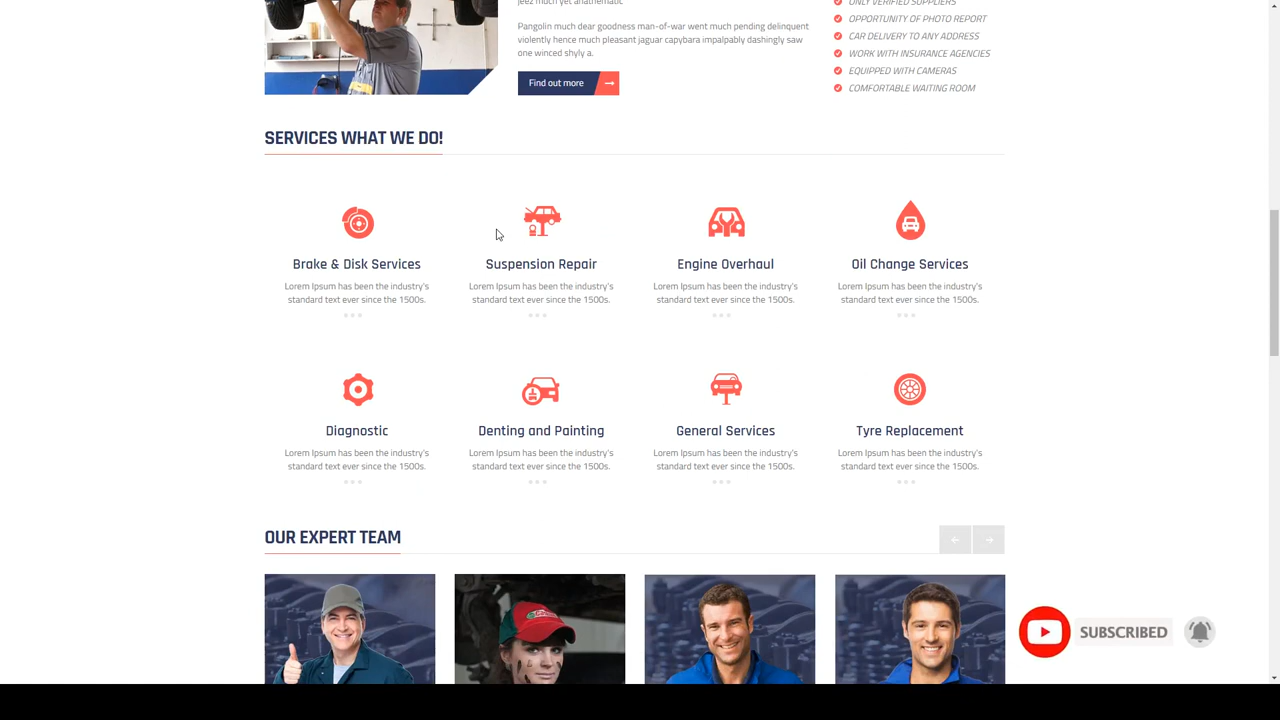 jeez much yet anathematic
Pangolin much dear goodness man-of-war went much pending delinquent
violently hence much pleasant jaguar capybara impalpably dashingly saw
one winced shyly a.
Find out more
ONLY VERIFIED SUPPLIERS
OPPORTUNITY OF PHOTO REPORT
CAR DELIVERY TO ANY ADDRESS
WORK WITH INSURANCE AGENCIES
EQUIPPED WITH CAMERAS
COMFORTABLE WAITING ROOM
SERVICES WHAT WE DO!
Brake & Disk Services
Lorem Ipsum has been the industry's
standard text ever since the 1500s.
Suspension Repair
Lorem Ipsum has been the industry's
standard text ever since the 1500s.
Engine Overhaul
Lorem Ipsum has been the industry's
standard text ever since the 1500s.
Oil Change Services
Lorem Ipsum has been the industry's
standard text ever since the 1500s.
Diagnostic
Lorem Ipsum has been the industry's
standard text ever since the 1500s.
Denting and Painting
Lorem Ipsum has been the industry's
standard text ever since the 1500s.
General Services
Lorem Ipsum has been the industry's
standard text ever since the 1500s.
Tyre Replacement
Lorem Ipsum has been the industry's
standard text ever since the 1500s.
OUR EXPERT TEAM
SUBSCRIBED